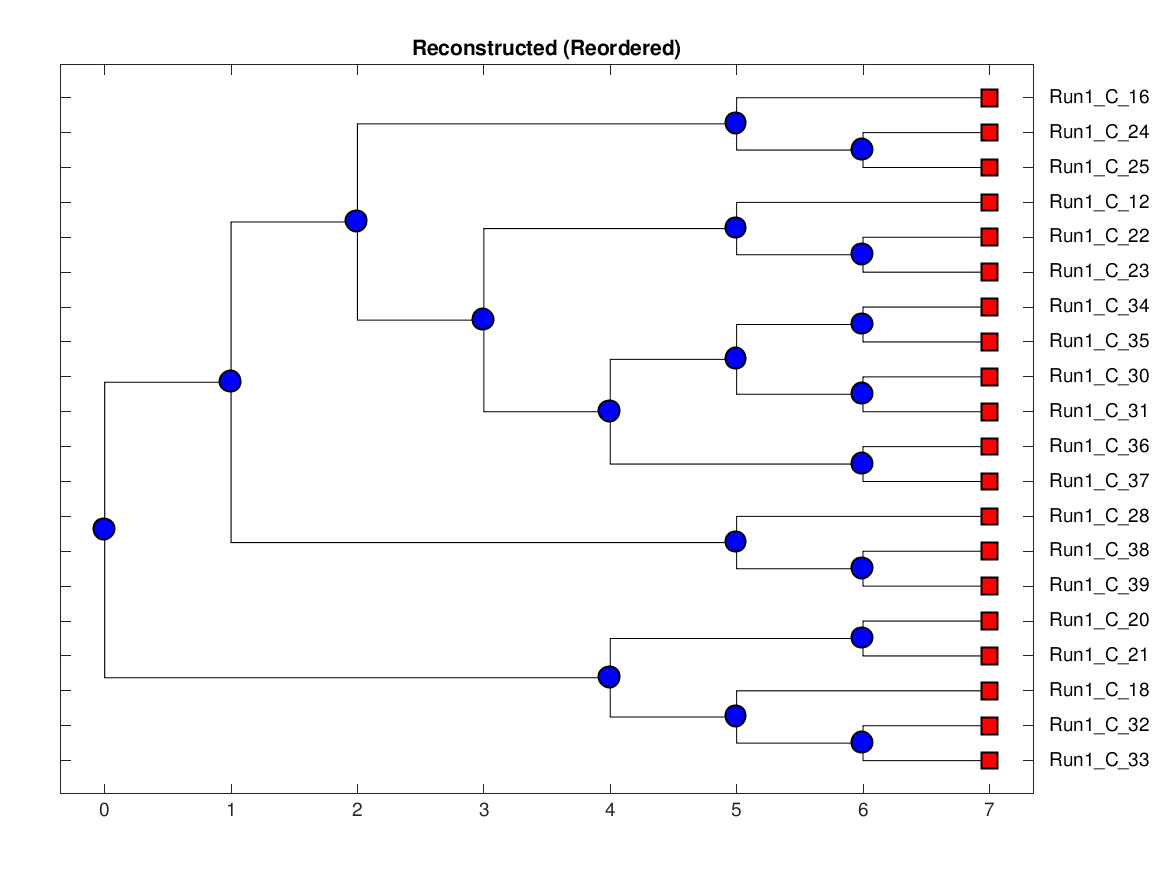 Reconstructed (Reordered)
Run1_C_16
Run1_C_24
Run1_C_25
Run1_C_12
Run1_C_22
Run1_C_23
Run1_C_34
Run1_C_35
Run1_C_30
Run1_C_31
Run1_C_36
Run1_C_37
Run1_C_28
Run1_C_38
Run1_C_39
Run1_C_20
Run1_C_21
Run1_C_18
Run1_C_32
Run1_C_33
0 1 2 3 4 5 6 7